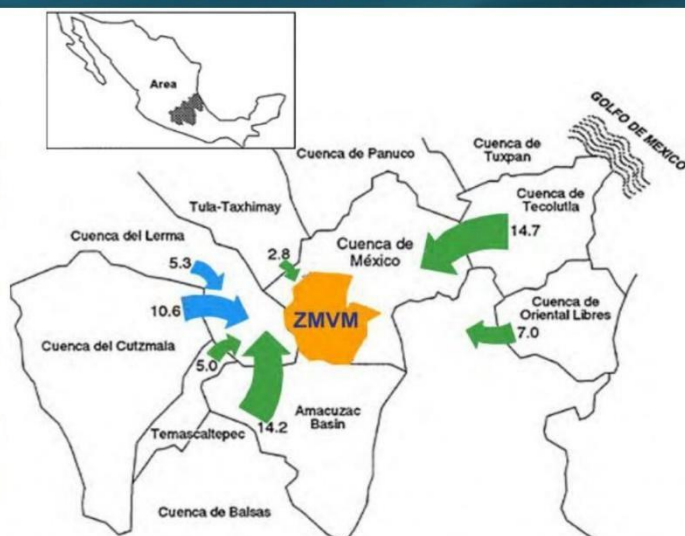 Area
GOLFO DE MEXICO
Cuenca de Panuco
Cuenca de
Tuxpan
Tula-Taxhimay
Cuenca de
Tecolutla
14.7
Cuenca del Lerma
5.3
2.8
Cuenca de
México
10.6
ZMVM
Cuenca de
Oriental Libres
7.0
Cuenca del Cutzmala
5.0
14.2
Amacuzac
Basin
Temascaltepec
Cuenca de Balsas